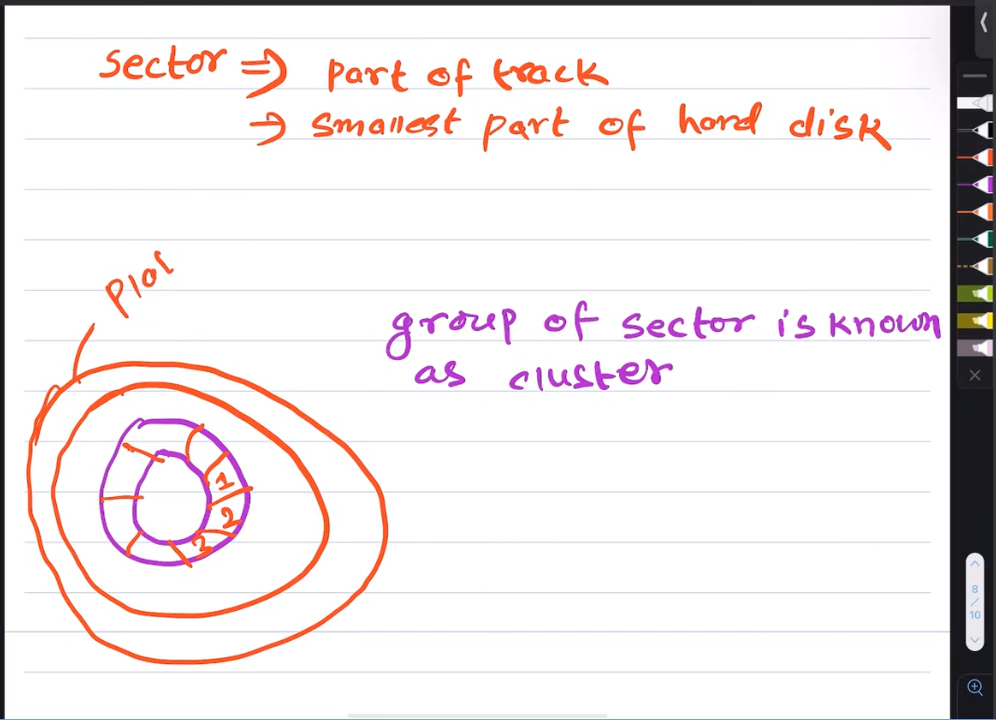 sector ⇒ part of track
→ smallest part of hard disk
Plat
group of sector is known
as cluster
1
2
3
8
/
10